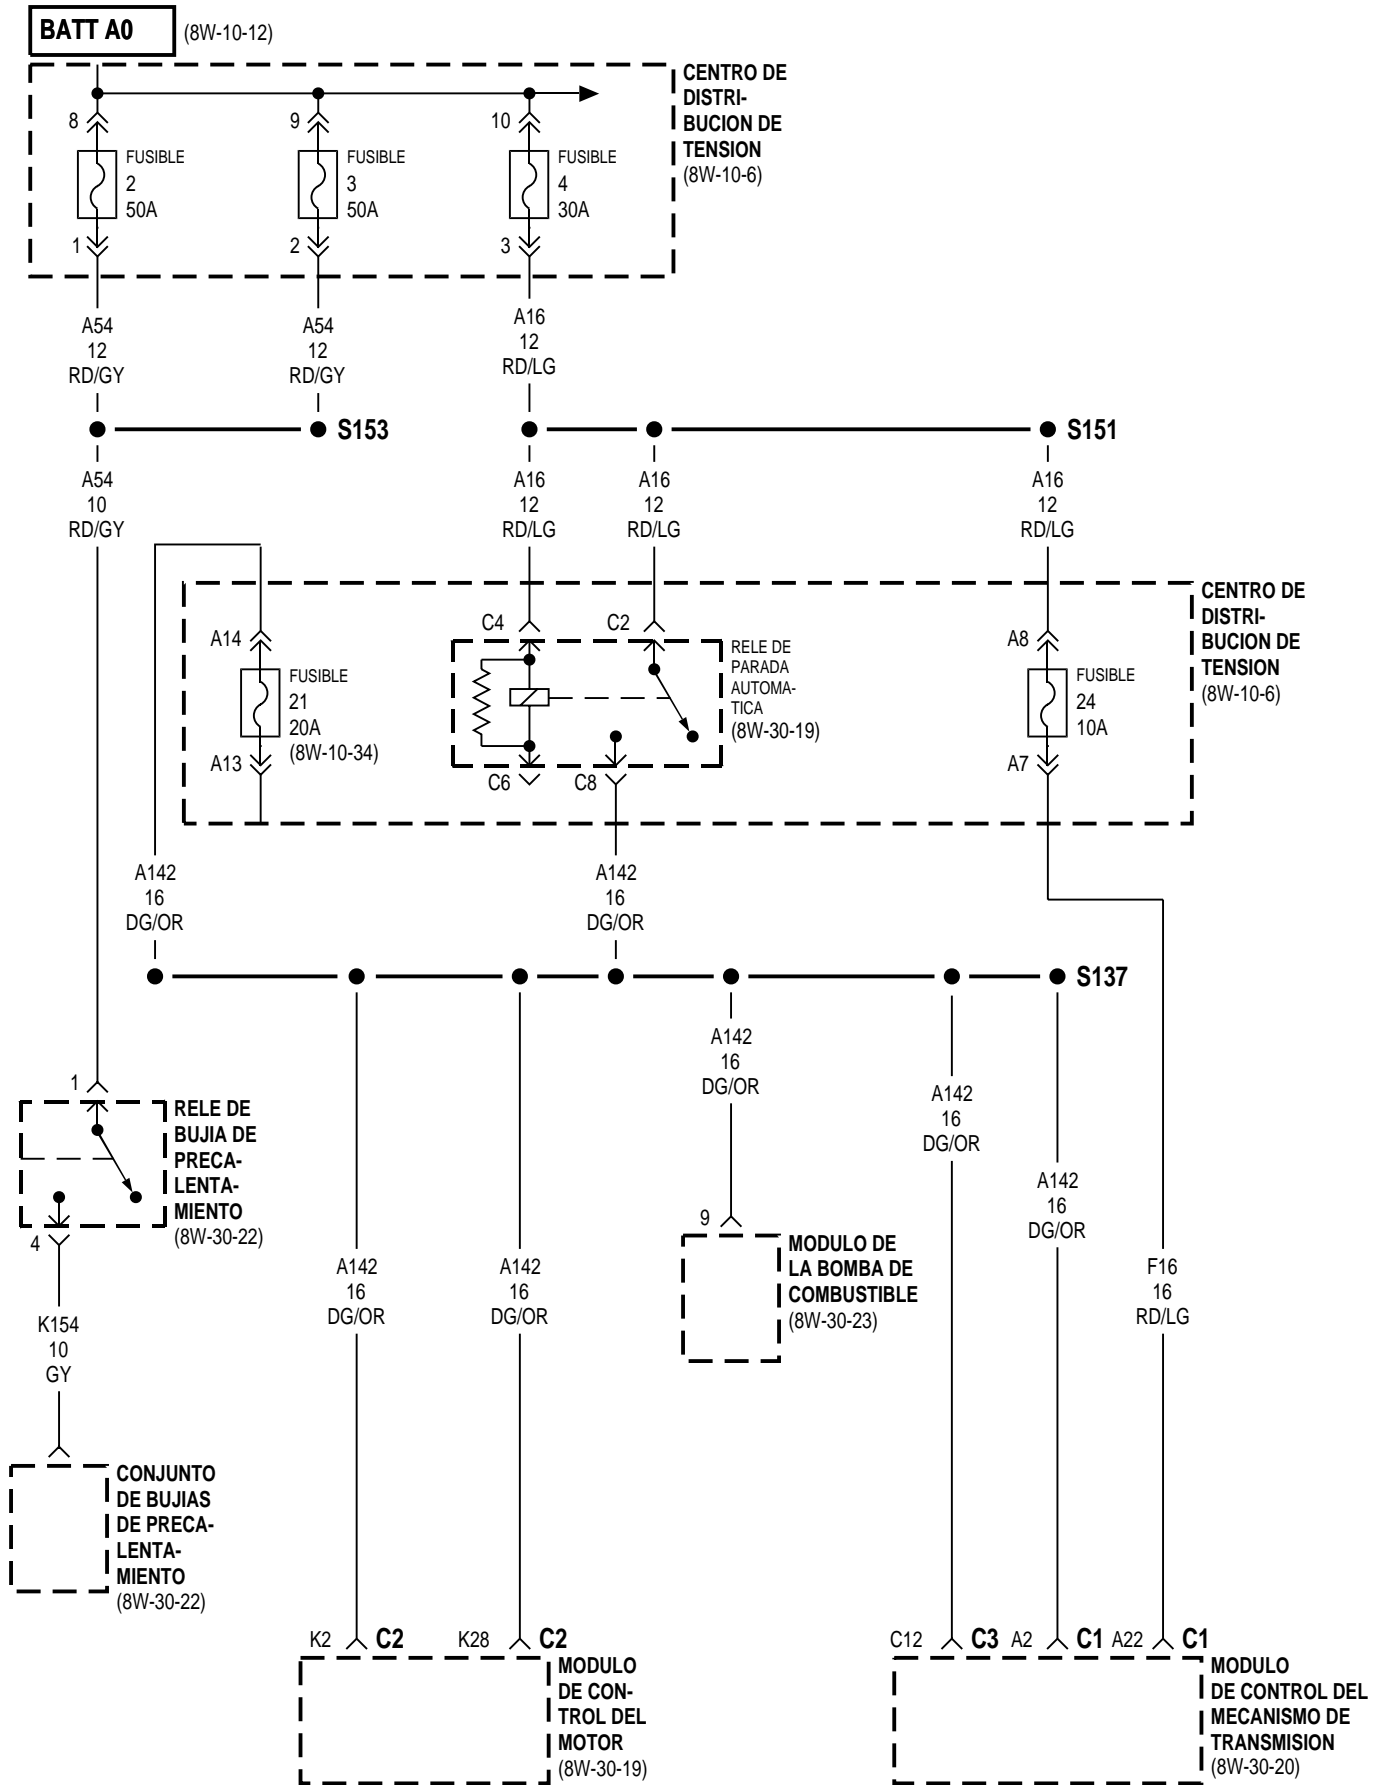 BATT A0
(8W-10-12)
CENTRO DE
DISTRI-
BUCION DE
TENSION
(8W-10-6)
8
9
10
FUSIBLE
2
50A
FUSIBLE
3
50A
FUSIBLE
4
30A
1
2
3
A54
12
RD/GY
A54
12
RD/GY
A16
12
RD/LG
S153
S151
A54
10
RD/GY
A16
12
RD/LG
A16
12
RD/LG
A16
12
RD/LG
CENTRO DE
DISTRI-
BUCION DE
TENSION
(8W-10-6)
A14
FUSIBLE
21
20A
(8W-10-34)
A13
C4
C2
RELE DE
PARADA
AUTOMA-
TICA
(8W-30-19)
C6
C8
A8
FUSIBLE
24
10A
A7
A142
16
DG/OR
A142
16
DG/OR
S137
A142
16
DG/OR
A142
16
DG/OR
A142
16
DG/OR
1
RELE DE
BUJIA DE
PRECA-
LENTA-
MIENTO
(8W-30-22)
4
9
MODULO DE
LA BOMBA DE
COMBUSTIBLE
(8W-30-23)
A142
16
DG/OR
A142
16
DG/OR
F16
16
RD/LG
K154
10
GY
CONJUNTO
DE BUJIAS
DE PRECA-
LENTA-
MIENTO
(8W-30-22)
K2 C2
K28 C2
C12 C3
A2 C1
A22 C1
MODULO
DE CON-
TROL DEL
MOTOR
(8W-30-19)
MODULO
DE CONTROL DEL
MECANISMO DE
TRANSMISION
(8W-30-20)